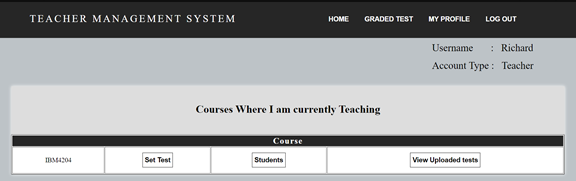 TEACHER MANAGEMENT SYSTEM HOME GRADED TEST MY PROFILE LOG OUT
Username : Richard
Account Type : Teacher
Courses Where I am currently Teaching
Course
IBM4204 Set Test Students View Uploaded tests